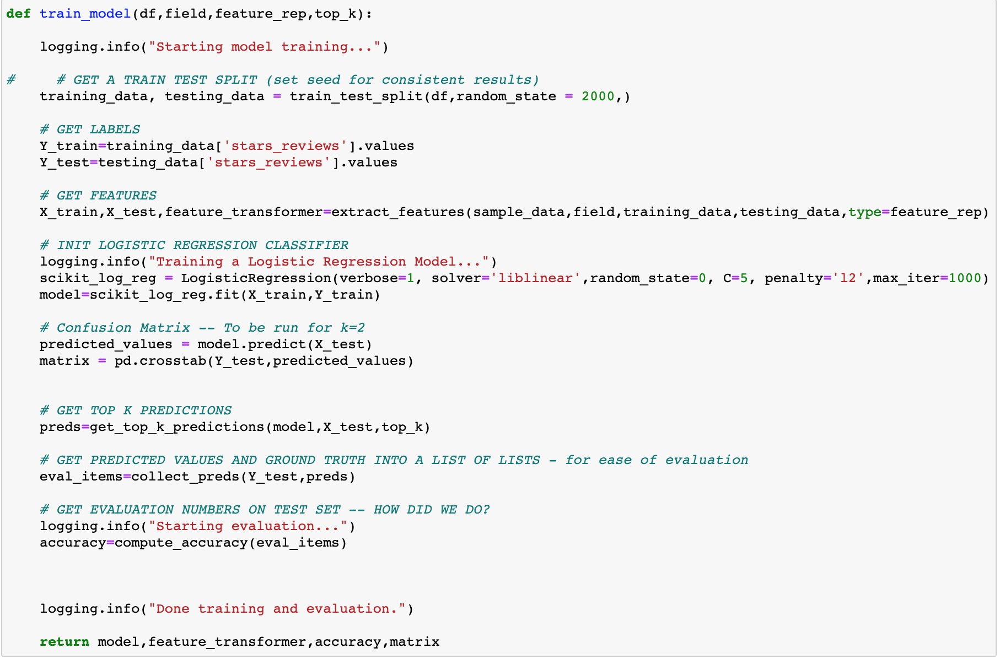 def train_model(df,field,feature_rep,top_k):
    logging.info("Starting model training...")
#     # GET A TRAIN TEST SPLIT (set seed for consistent results)
    training_data, testing_data = train_test_split(df,random_state = 2000,)
    # GET LABELS
    Y_train=training_data['stars_reviews'].values
    Y_test=testing_data['stars_reviews'].values
    # GET FEATURES
    X_train,X_test,feature_transformer=extract_features(sample_data,field,training_data,testing_data,type=feature_rep)
    # INIT LOGISTIC REGRESSION CLASSIFIER
    logging.info("Training a Logistic Regression Model...")
    scikit_log_reg = LogisticRegression(verbose=1, solver='liblinear',random_state=0, C=5, penalty='l2',max_iter=1000)
    model=scikit_log_reg.fit(X_train,Y_train)
    # Confusion Matrix -- To be run for k=2
    predicted_values = model.predict(X_test)
    matrix = pd.crosstab(Y_test,predicted_values)
    # GET TOP K PREDICTIONS
    preds=get_top_k_predictions(model,X_test,top_k)
    # GET PREDICTED VALUES AND GROUND TRUTH INTO A LIST OF LISTS – for ease of evaluation
    eval_items=collect_preds(Y_test,preds)
    # GET EVALUATION NUMBERS ON TEST SET -- HOW DID WE DO?
    logging.info("Starting evaluation...")
    accuracy=compute_accuracy(eval_items)
    logging.info("Done training and evaluation.")
    return model,feature_transformer,accuracy,matrix